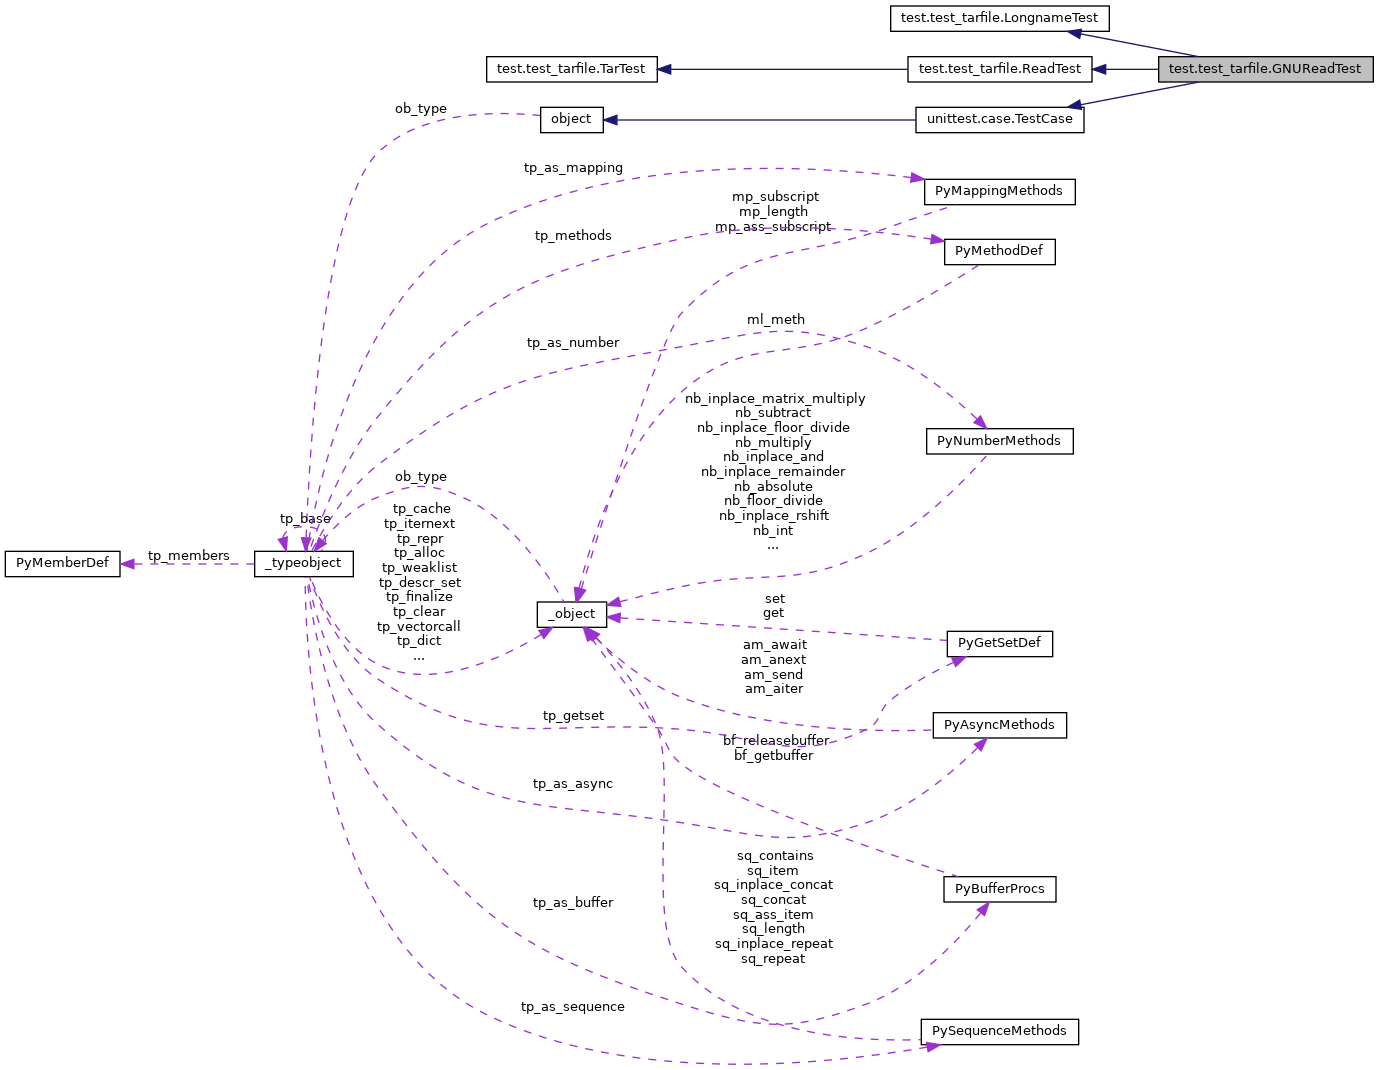 test.test_tarfile.LongnameTest
test.test_tarfile.TarTest
test.test_tarfile.ReadTest
test.test_tarfile.GNUReadTest
ob_type
object
unittest.case.TestCase
tp_as_mapping
PyMappingMethods
mp_subscript
mp_length
mp_ass_subscript
tp_methods
PyMethodDef
ml_meth
tp_as_number
nb_inplace_matrix_multiply
nb_subtract
nb_inplace_floor_divide
nb_multiply
nb_inplace_and
nb_inplace_remainder
nb_absolute
nb_floor_divide
nb_inplace_rshift
nb_int
...
PyNumberMethods
ob_type
tp_cache
tp_iternext
tp_repr
tp_alloc
tp_weaklist
tp_descr_set
tp_finalize
tp_clear
tp_vectorcall
tp_dict
...
tp_base
PyMemberDef
tp_members
_typeobject
_object
set
get
PyGetSetDef
am_await
am_anext
am_send
am_aiter
tp_getset
PyAsyncMethods
bf_releasebuffer
bf_getbuffer
tp_as_async
sq_contains
sq_item
sq_inplace_concat
sq_concat
sq_ass_item
sq_length
sq_inplace_repeat
sq_repeat
PyBufferProcs
tp_as_buffer
tp_as_sequence
PySequenceMethods